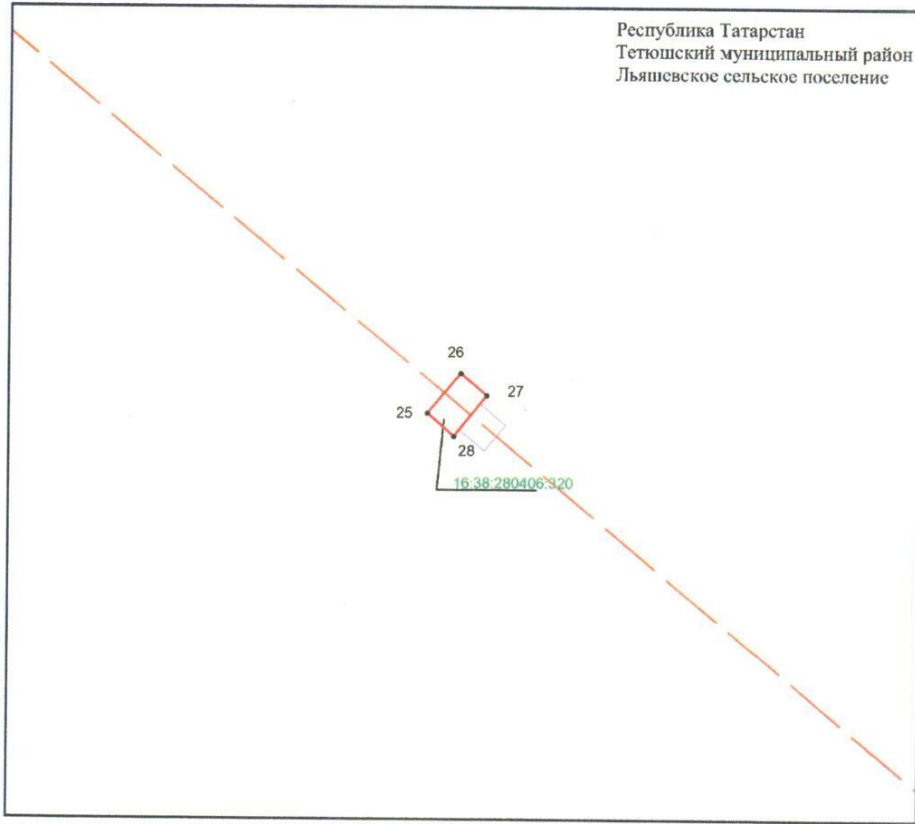 Республика Татарстан
Тетюшский муниципальный район
Льяшевское сельское поселение
26
27
25
28
16:38:280406:320